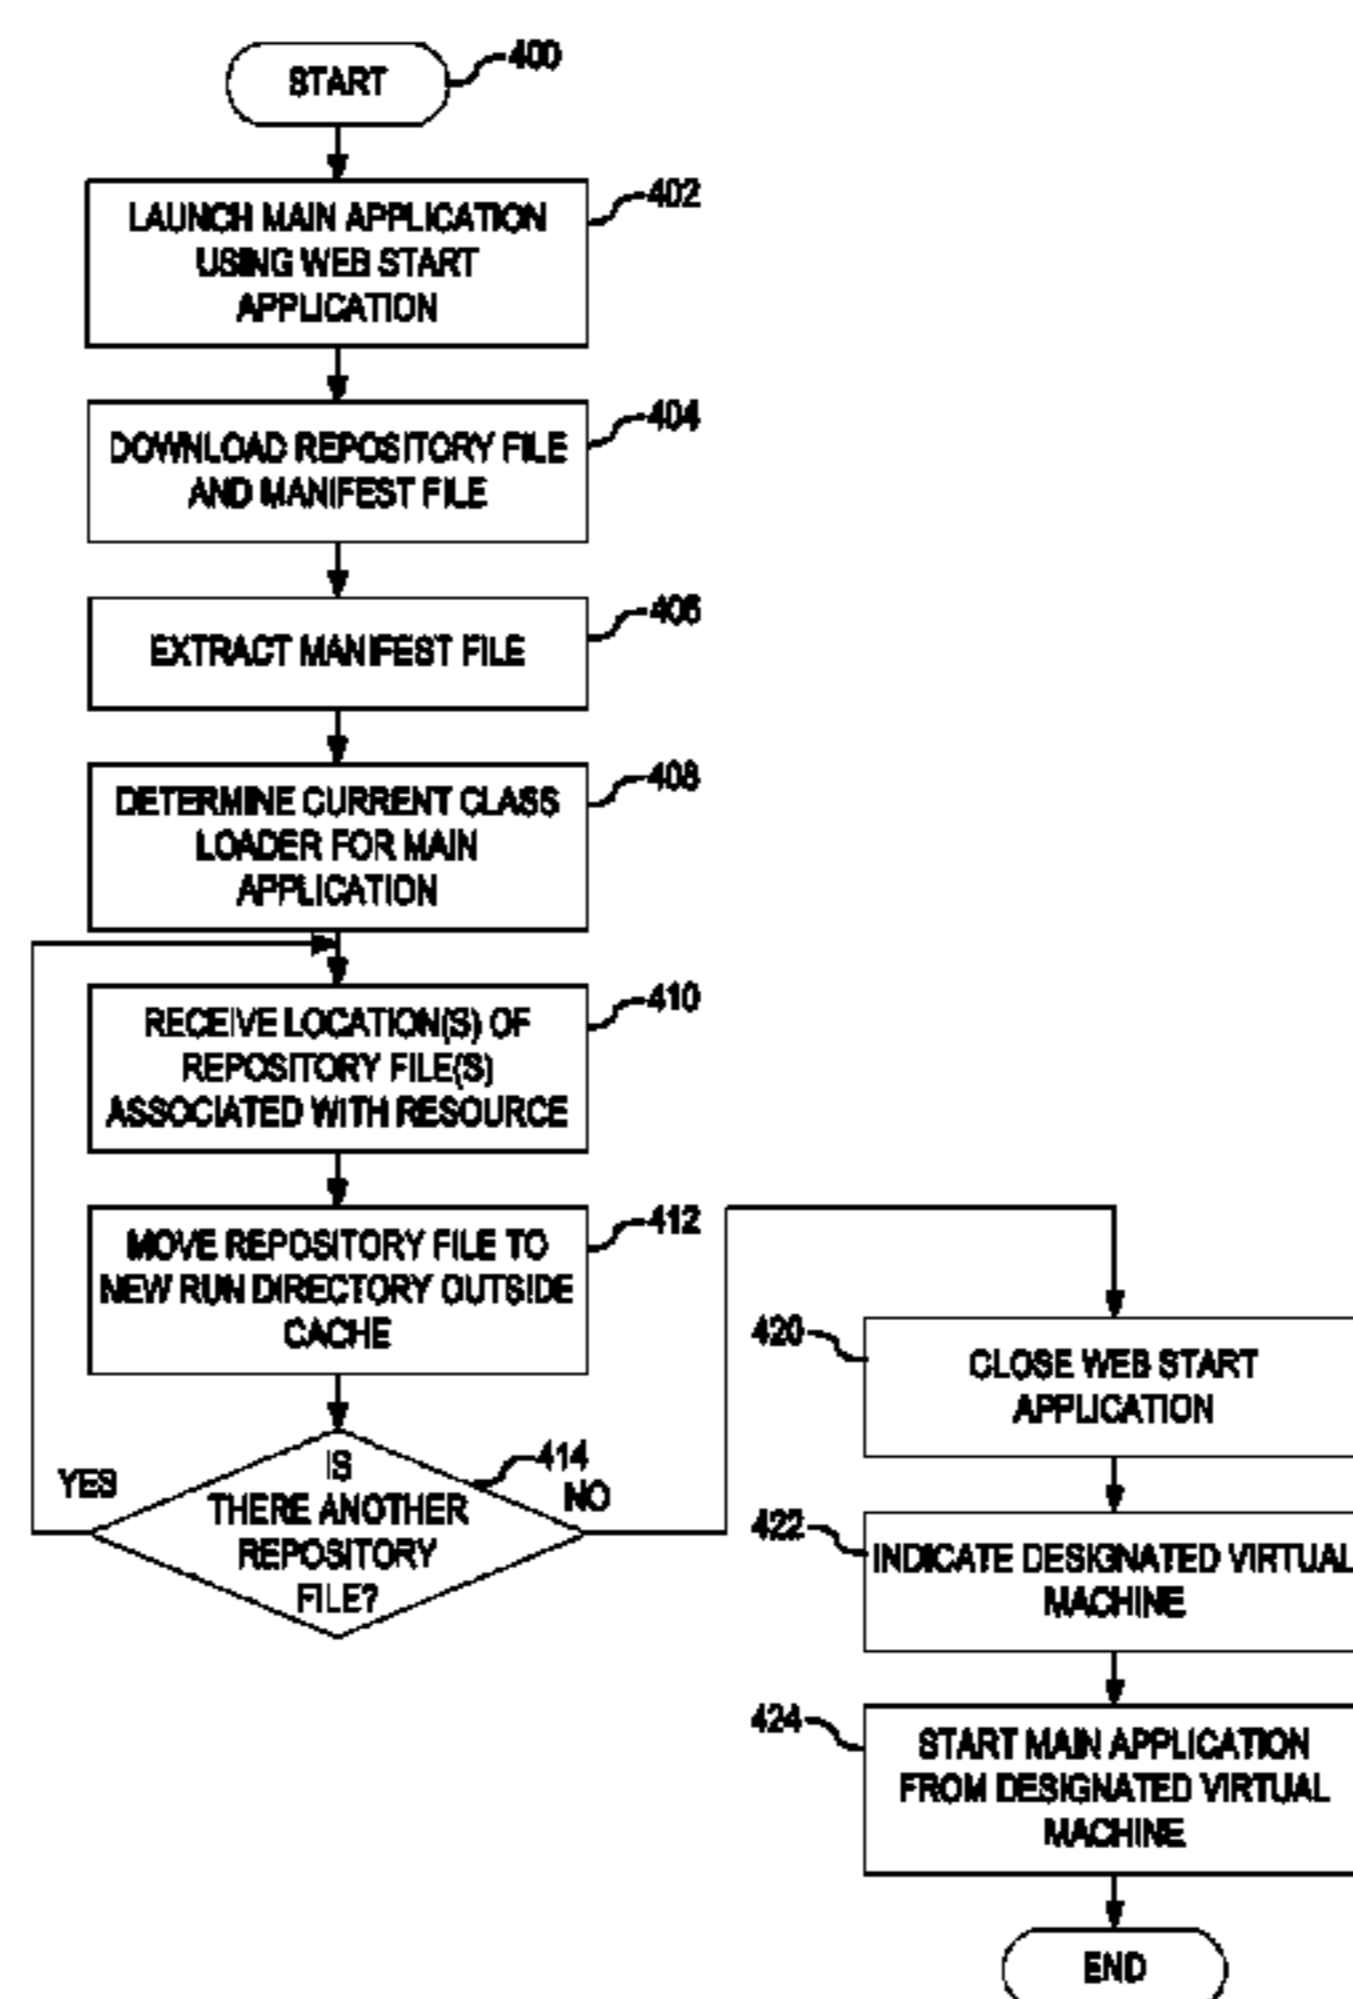 START
400
LAUNCH MAIN APPLICATION
USING WEB START
APPLICATION
402
DOWNLOAD REPOSITORY FILE
AND MANIFEST FILE
404
EXTRACT MANIFEST FILE
406
DETERMINE CURRENT CLASS
LOADER FOR MAIN
APPLICATION
408
RECEIVE LOCATION(S) OF
REPOSITORY FILE(S)
ASSOCIATED WITH RESOURCE
410
MOVE REPOSITORY FILE TO
NEW RUN DIRECTORY OUTSIDE
CACHE
412
IS
THERE ANOTHER
REPOSITORY
FILE?
414
YES
NO
420
CLOSE WEB START
APPLICATION
422
INDICATE DESIGNATED VIRTUAL
MACHINE
424
START MAIN APPLICATION
FROM DESIGNATED VIRTUAL
MACHINE
END